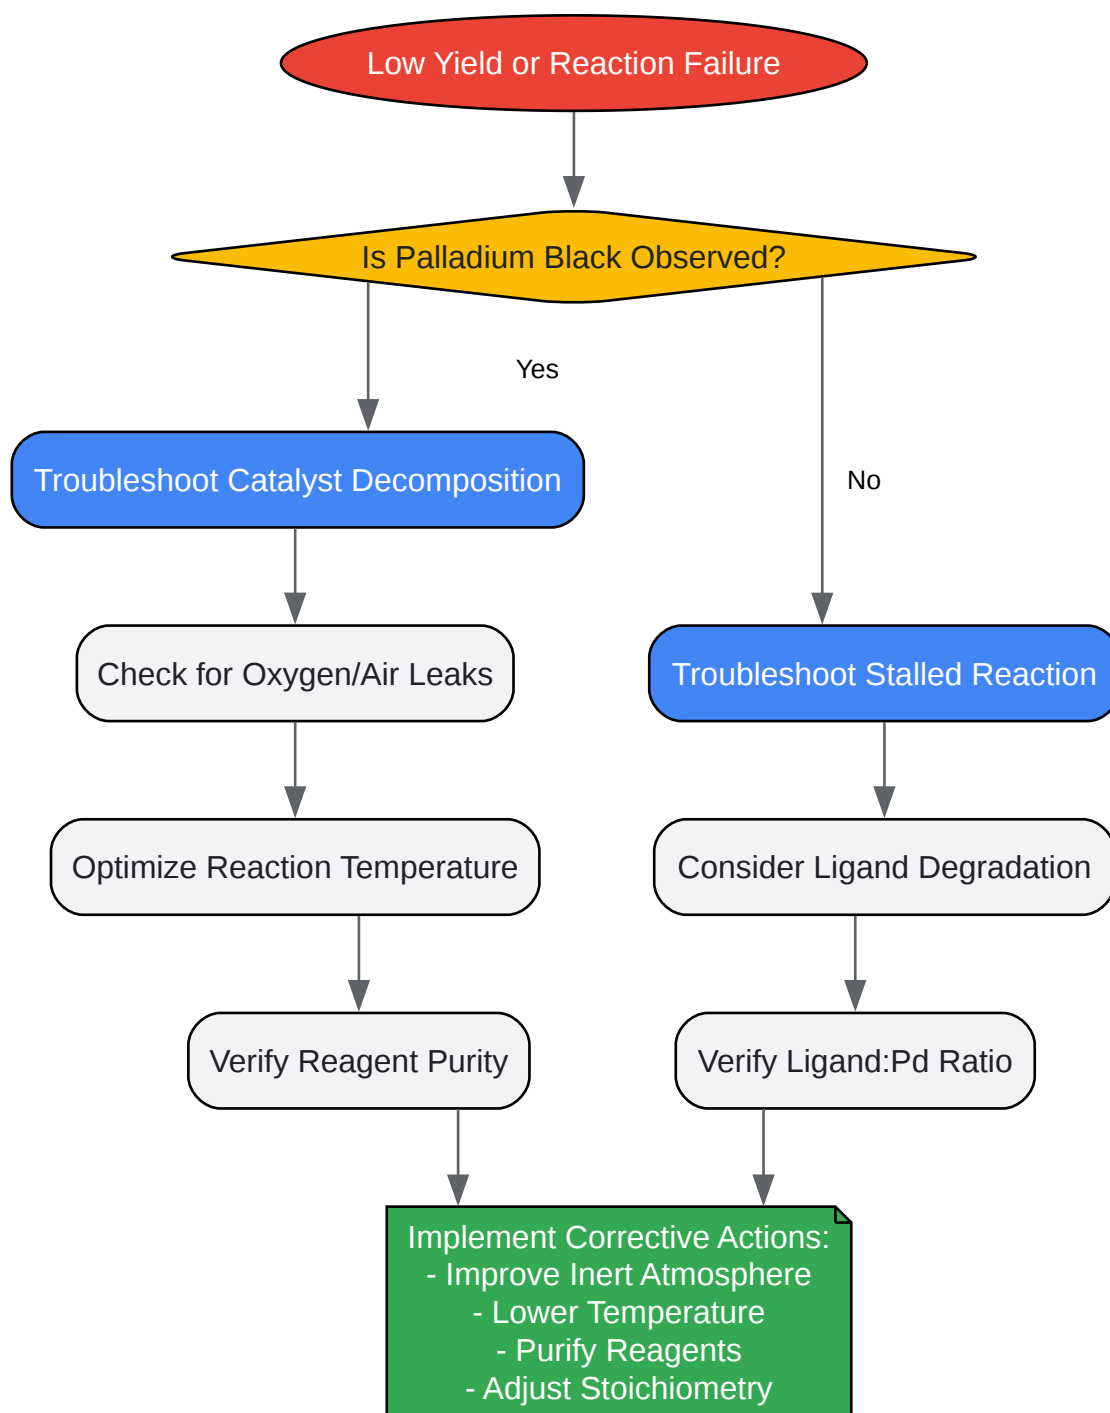 Low Yield or Reaction Failure
Is Palladium Black Observed?
Yes
Troubleshoot Catalyst Decomposition
No
Check for Oxygen/Air Leaks
Troubleshoot Stalled Reaction
Optimize Reaction Temperature
Consider Ligand Degradation
Verify Reagent Purity
Verify Ligand:Pd Ratio
Implement Corrective Actions:
- Improve Inert Atmosphere
- Lower Temperature
- Purify Reagents
- Adjust Stoichiometry